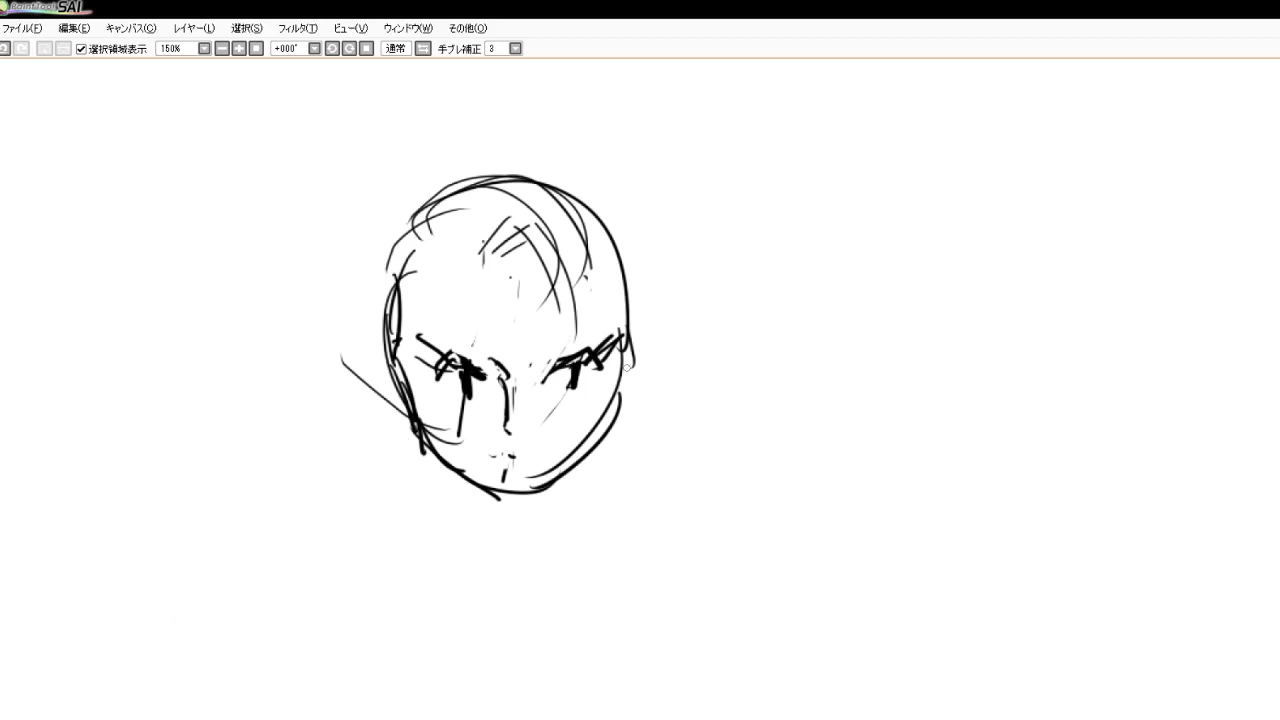 PaintTool SAI
ファイル(F) 編集(E) キャンバス(C) レイヤー(L) 選択(S) フィルタ(T) ビュー(V) ウィンドウ(W) その他(O)
選択領域表示 150% +000° 通常 手ブレ補正 3